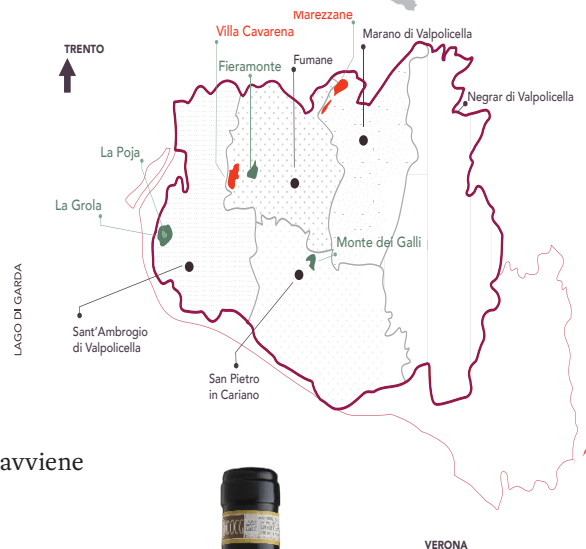 Marezzane
Villa Cavarena
Marano di Valpolicella
TRENTO
Fieramonte
Fumane
Negrar di Valpolicella
La Poja
La Grola
Monte dei Galli
LAGO DI GARDA
Sant'Ambrogio
di Valpolicella
San Pietro
in Cariano
avviene
VERONA